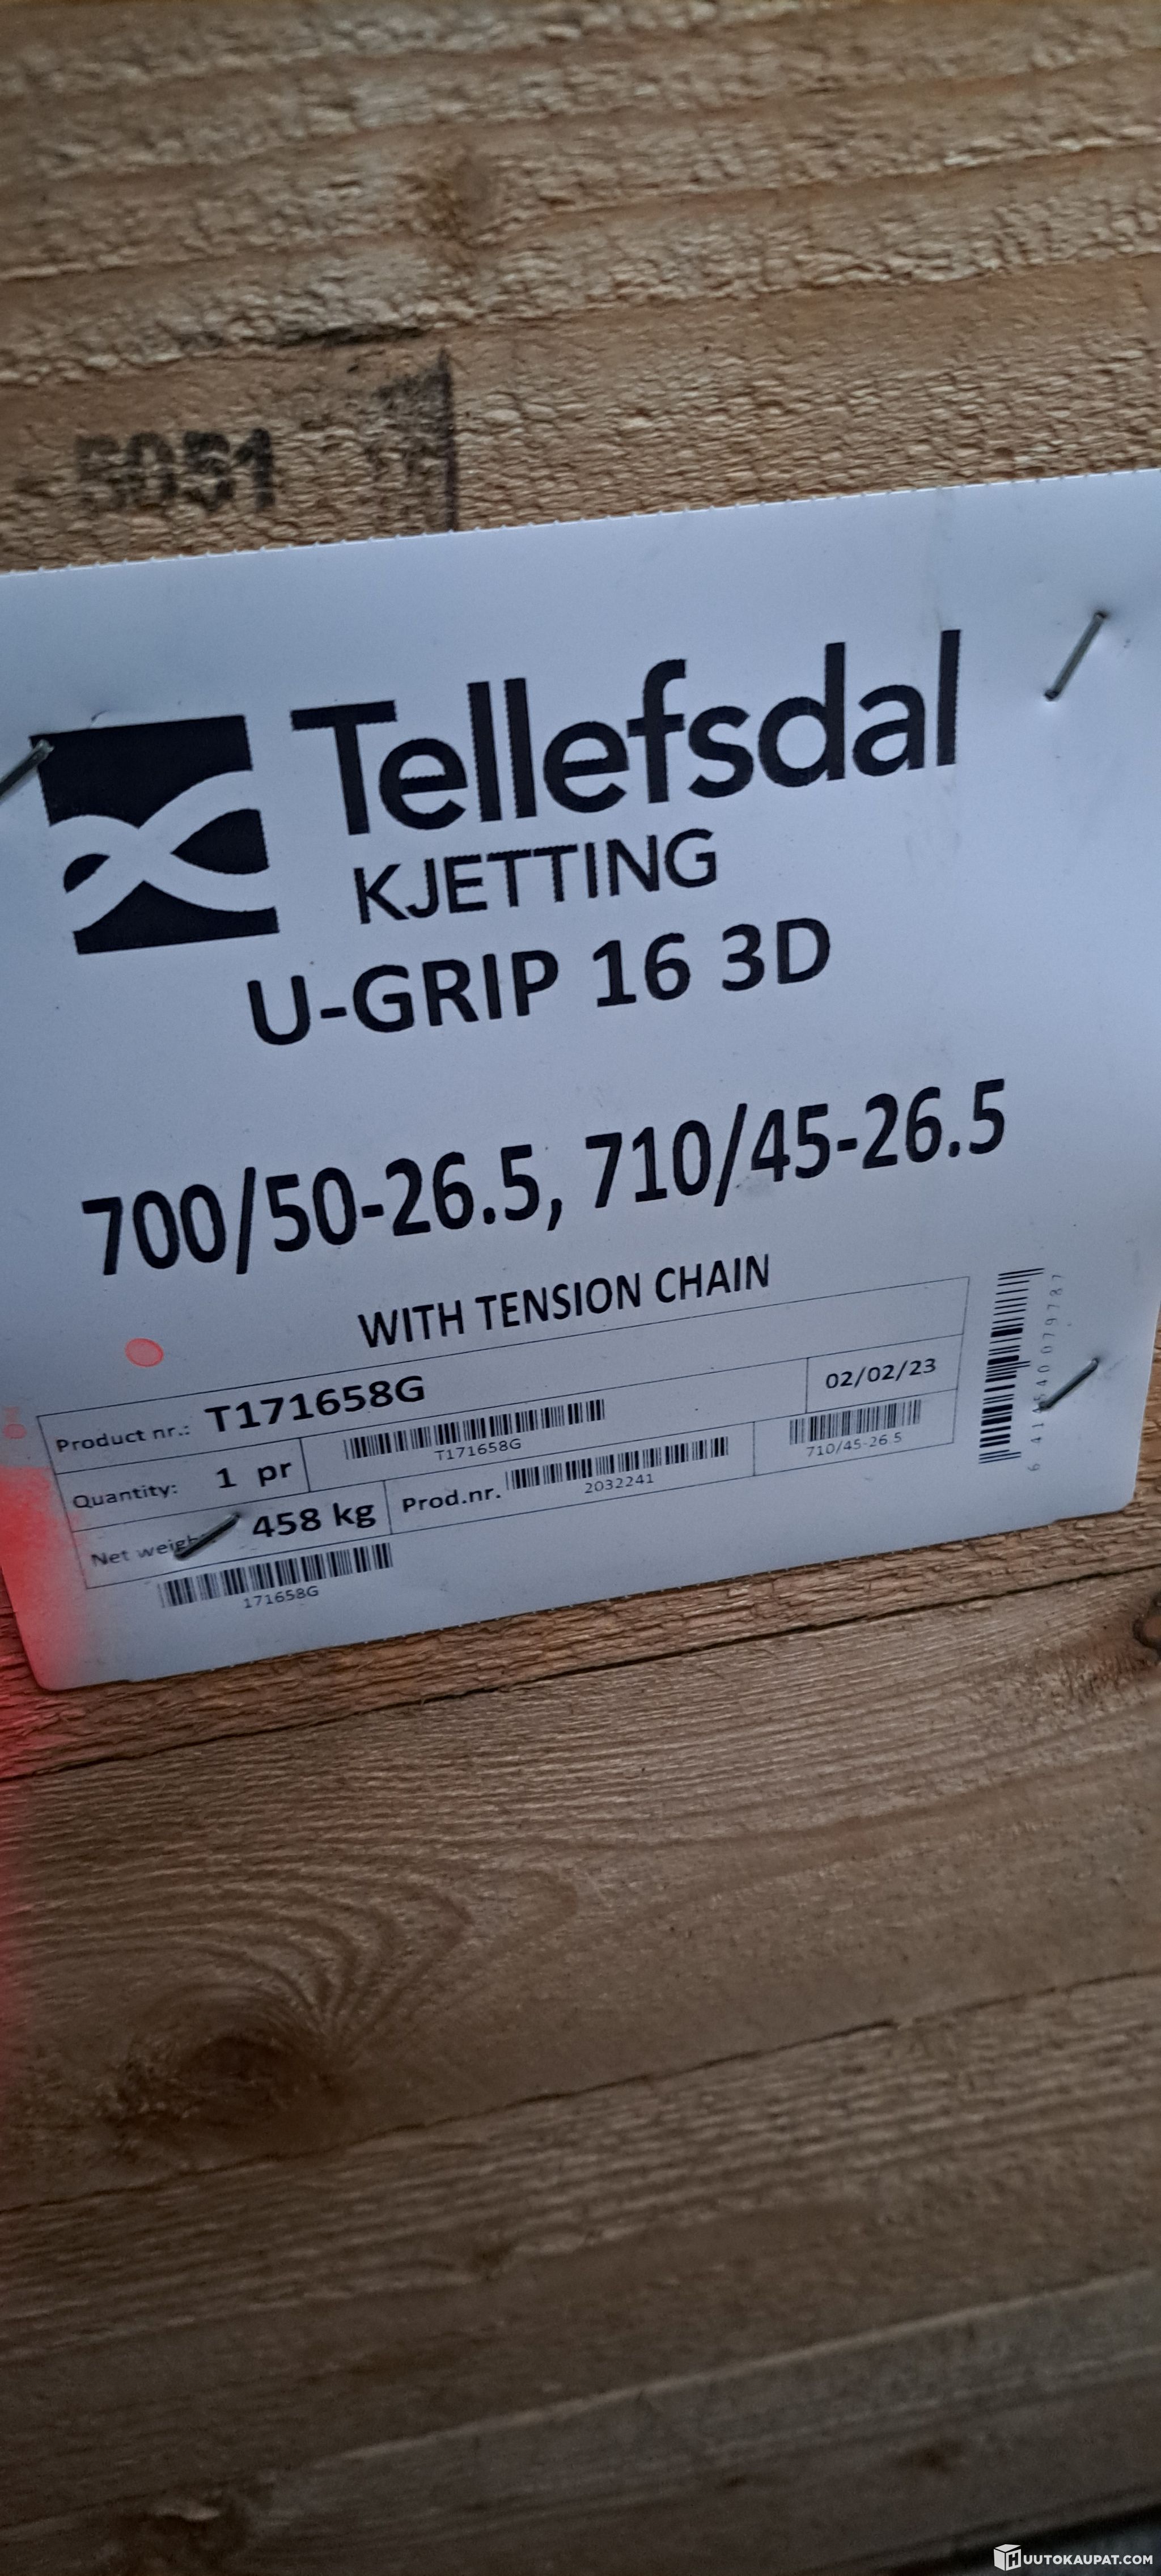 5051
Tellefsdal
KJETTING
U-GRIP 16 3D
700/50-26.5, 710/45-26.5
WITH TENSION CHAIN
Product nr.: T171658G
02/02/23
Quantity: 1 pr
T171658G
710/45-26.5
Net 458 kg
Prod.nr.
2032241
171658G
HUUTOKAUPAT.COM